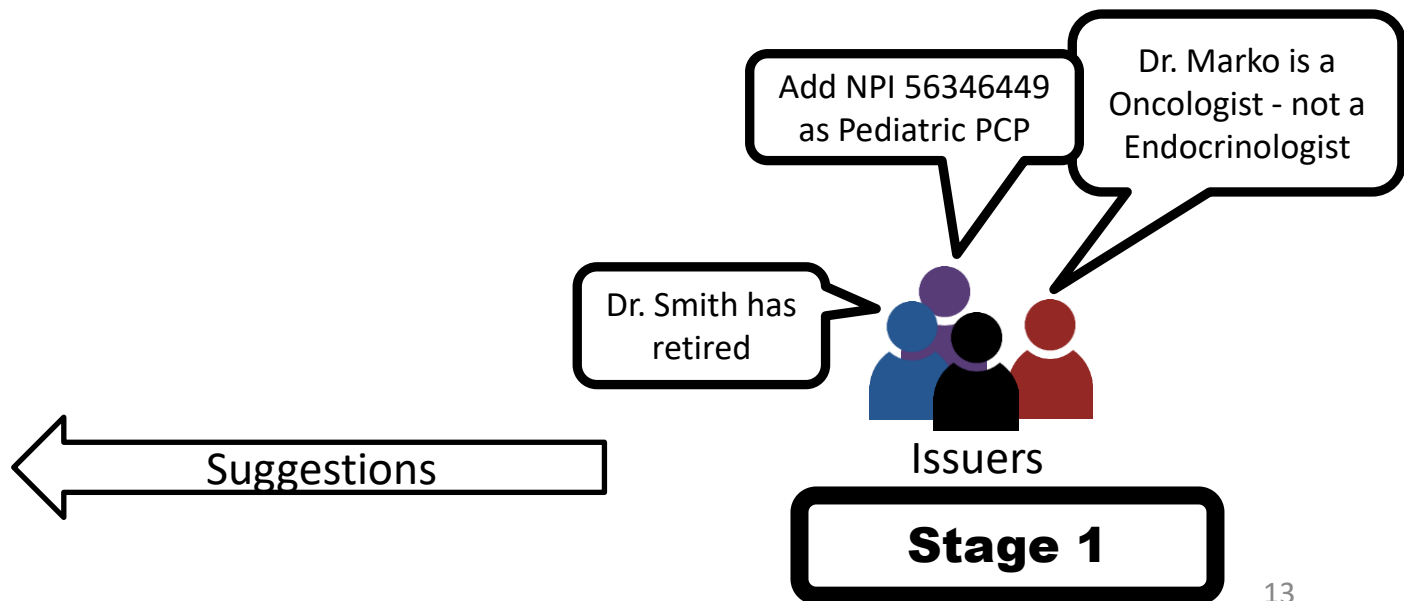 Add NPI 56346449
as Pediatric PCP
Dr. Marko is a
Oncologist - not a
Endocrinologist
Dr. Smith has
retired
Suggestions
Issuers
Stage 1
13